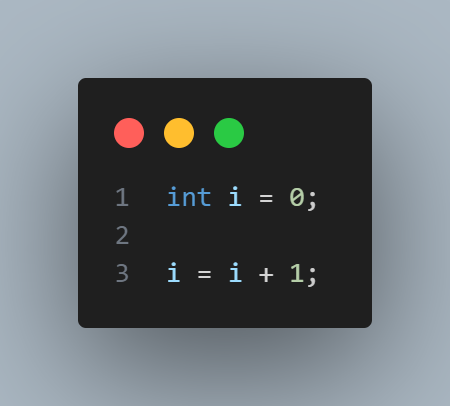 1 int i = 0;
2
3 i = i + 1;